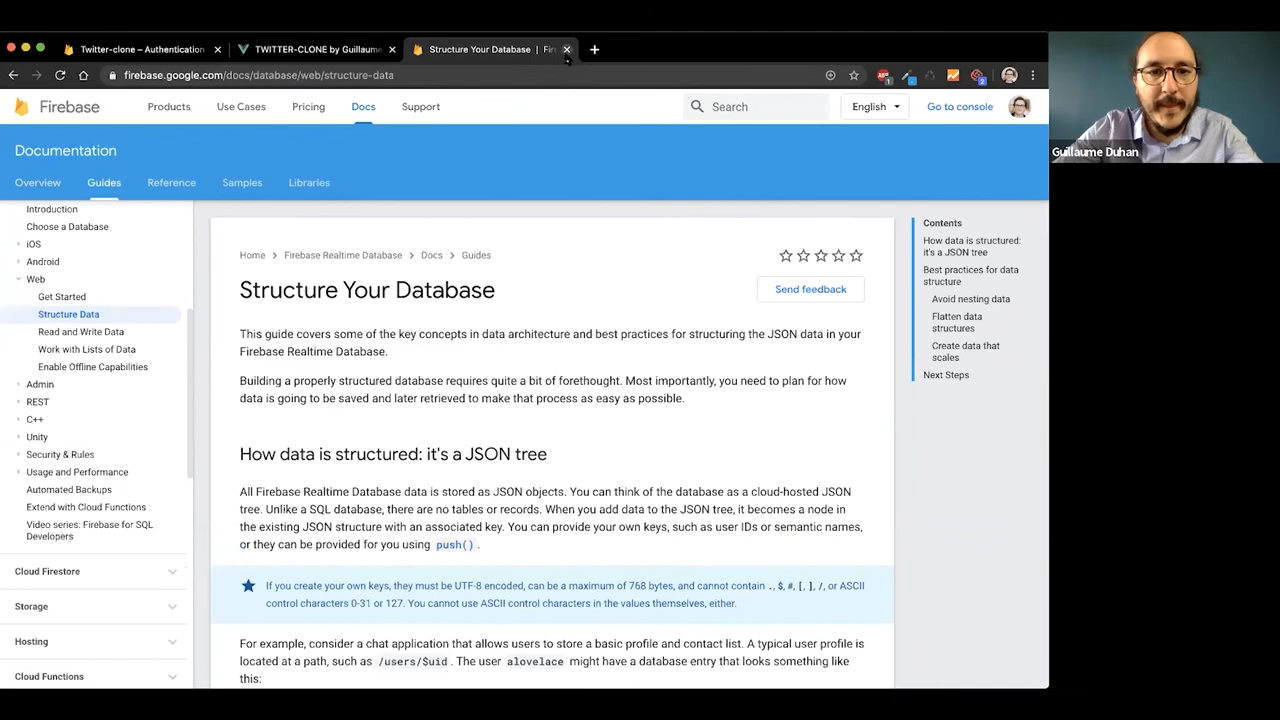 Twitter-clone – Authentication
TWITTER-CLONE by Guillaume
Structure Your Database | Fir
firebase.google.com/docs/database/web/structure-data
Firebase
Products
Use Cases
Pricing
Docs
Support
Search
English
Go to console
Guillaume Duhan
Documentation
Overview
Guides
Reference
Samples
Libraries
Introduction
Choose a Database
iOS
Android
Web
Get Started
Structure Data
Read and Write Data
Work with Lists of Data
Enable Offline Capabilities
Admin
REST
C++
Unity
Security & Rules
Usage and Performance
Automated Backups
Extend with Cloud Functions
Video series: Firebase for SQL
Developers
Cloud Firestore
Storage
Hosting
Cloud Functions
Home > Firebase Realtime Database > Docs > Guides
Structure Your Database
Send feedback
This guide covers some of the key concepts in data architecture and best practices for structuring the JSON data in your
Firebase Realtime Database.
Building a properly structured database requires quite a bit of forethought. Most importantly, you need to plan for how
data is going to be saved and later retrieved to make that process as easy as possible.
How data is structured: it's a JSON tree
All Firebase Realtime Database data is stored as JSON objects. You can think of the database as a cloud-hosted JSON
tree. Unlike a SQL database, there are no tables or records. When you add data to the JSON tree, it becomes a node in
the existing JSON structure with an associated key. You can provide your own keys, such as user IDs or semantic names,
or they can be provided for you using push().
If you create your own keys, they must be UTF-8 encoded, can be a maximum of 768 bytes, and cannot contain ., $, #, [, ], /, or ASCII
control characters 0-31 or 127. You cannot use ASCII control characters in the values themselves, either.
For example, consider a chat application that allows users to store a basic profile and contact list. A typical user profile is
located at a path, such as /users/$uid. The user alovelace might have a database entry that looks something like
this:
Contents
How data is structured:
it's a JSON tree
Best practices for data
structure
Avoid nesting data
Flatten data
structures
Create data that
scales
Next Steps